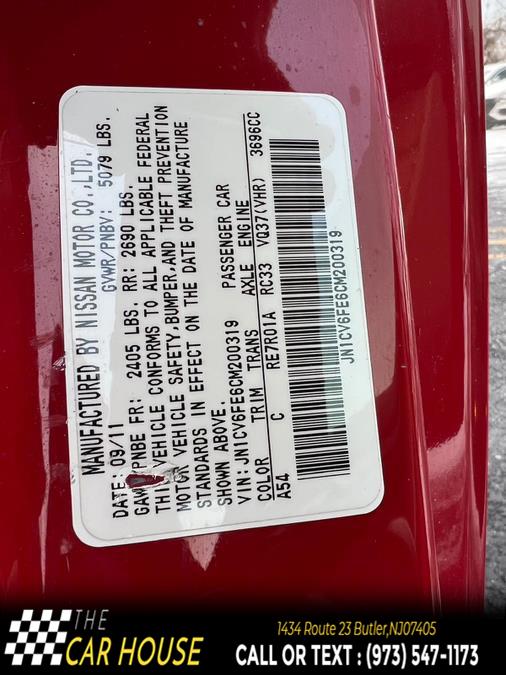 MANUFACTURED BY NISSAN MOTOR CO.,LTD.
DATE: 09/11 GVWR/PNBV: 5079 LBS.
GAWR/PNBE FR: 2405 LBS. RR: 2690 LBS.
THIS VEHICLE CONFORMS TO ALL APPLICABLE FEDERAL
MOTOR VEHICLE SAFETY, BUMPER, AND THEFT PREVENTION
STANDARDS IN EFFECT ON THE DATE OF MANUFACTURE
SHOWN ABOVE.
VIN: JN1CV6FE6CM200319 PASSENGER CAR
COLOR TRIM TRANS AXLE ENGINE
A54 C RE7R01A RC33 VQ37(VHR) 3696CC
JN1CV6FE6CM200319
THE
CAR HOUSE
1434 Route 23 Butler,NJ07405
CALL OR TEXT : (973) 547-1173